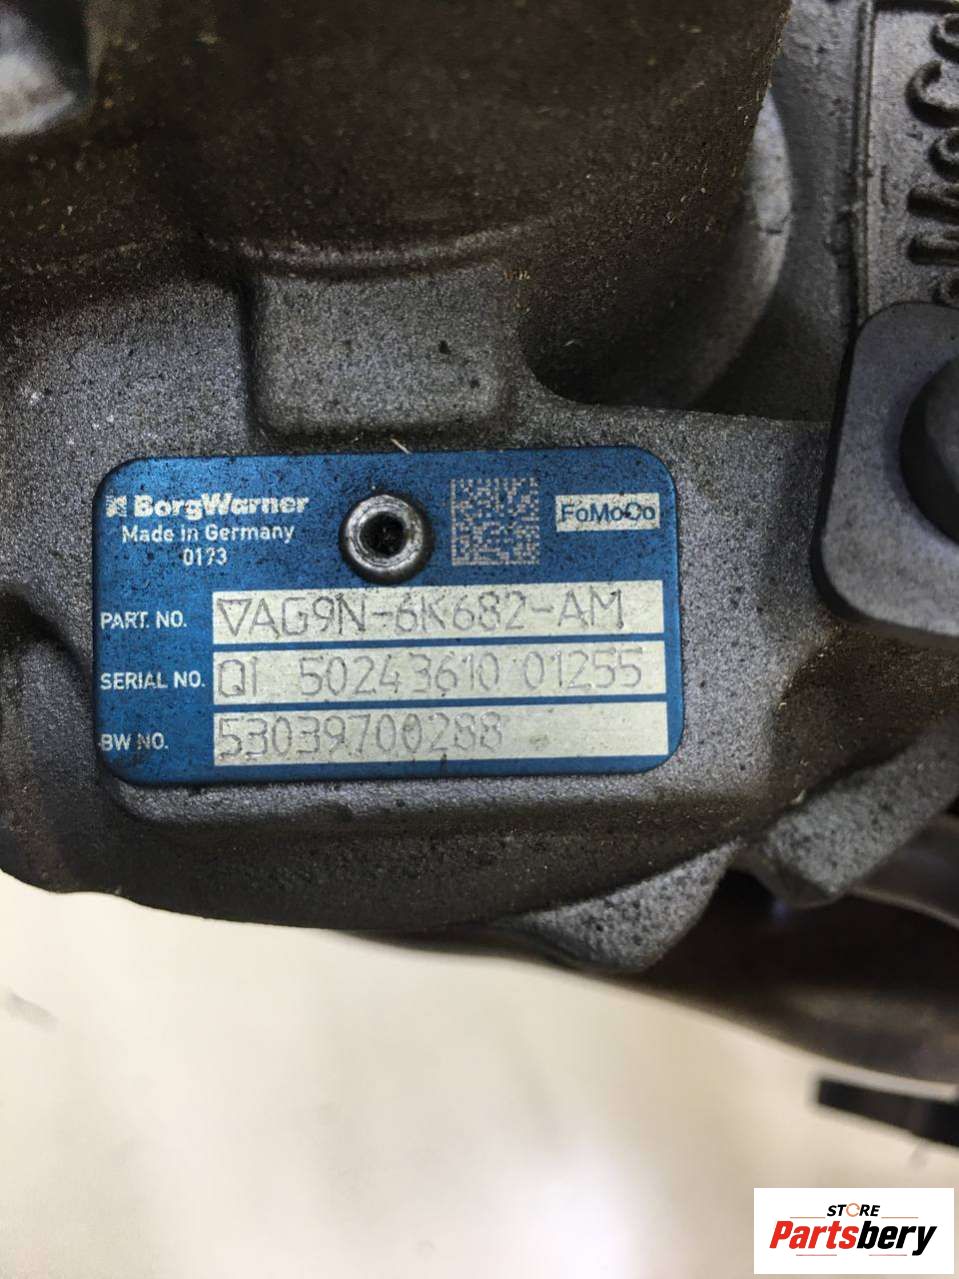 FoMoCo
BorgWarner
Made in Germany
0173
FoMoCo
PART. NO. ▽AG9N-6K682-AM
SERIAL NO. QI 50243610 01255
BW NO. 53039700288
STORE
Partsbery